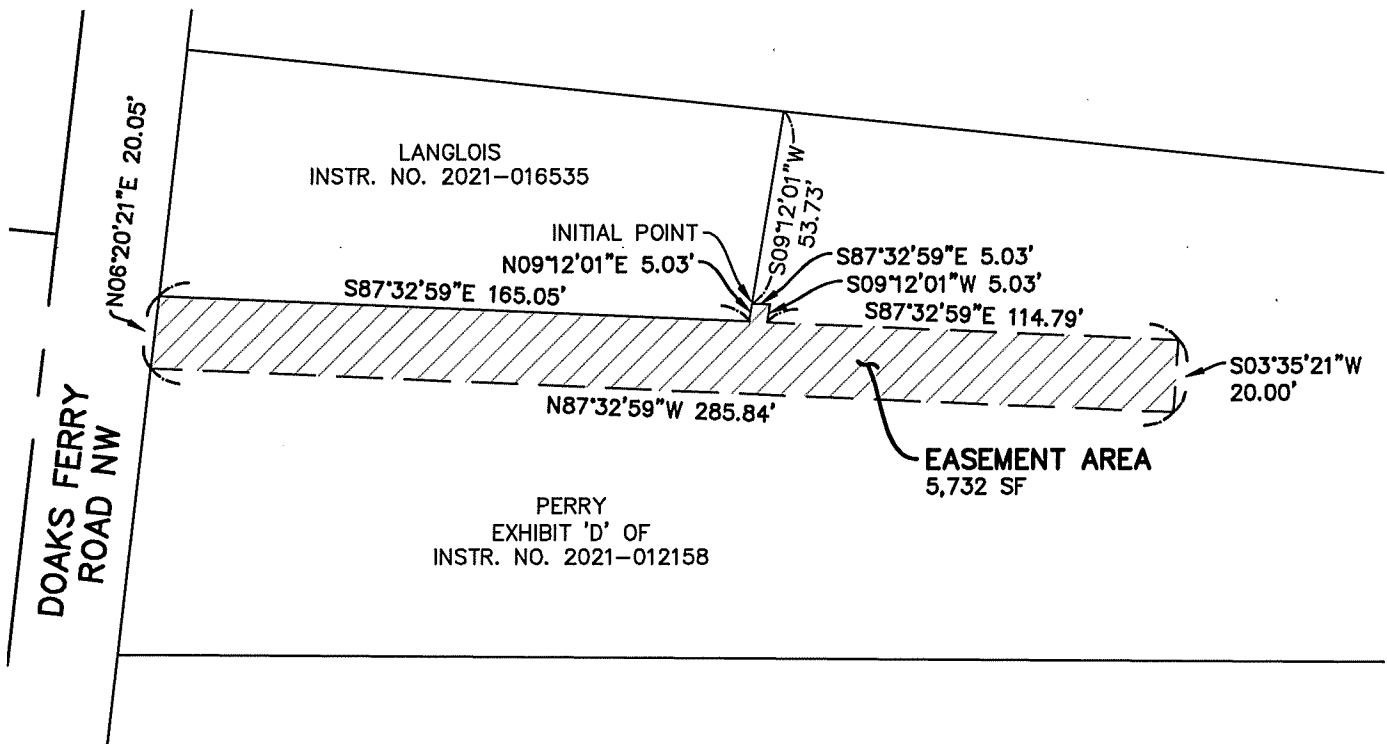 N06°20'21"E 20.05'
LANGLOIS
INSTR. NO. 2021-016535
S09°12'01"W
53.73'
INITIAL POINT
N09°12'01"E 5.03'
S87°32'59"E 5.03'
S09°12'01"W 5.03'
S87°32'59"E 165.05'
S87°32'59"E 114.79'
S03°35'21"W
20.00'
N87°32'59"W 285.84'
EASEMENT AREA
5,732 SF
DOAKS FERRY
ROAD NW
PERRY
EXHIBIT 'D' OF
INSTR. NO. 2021-012158